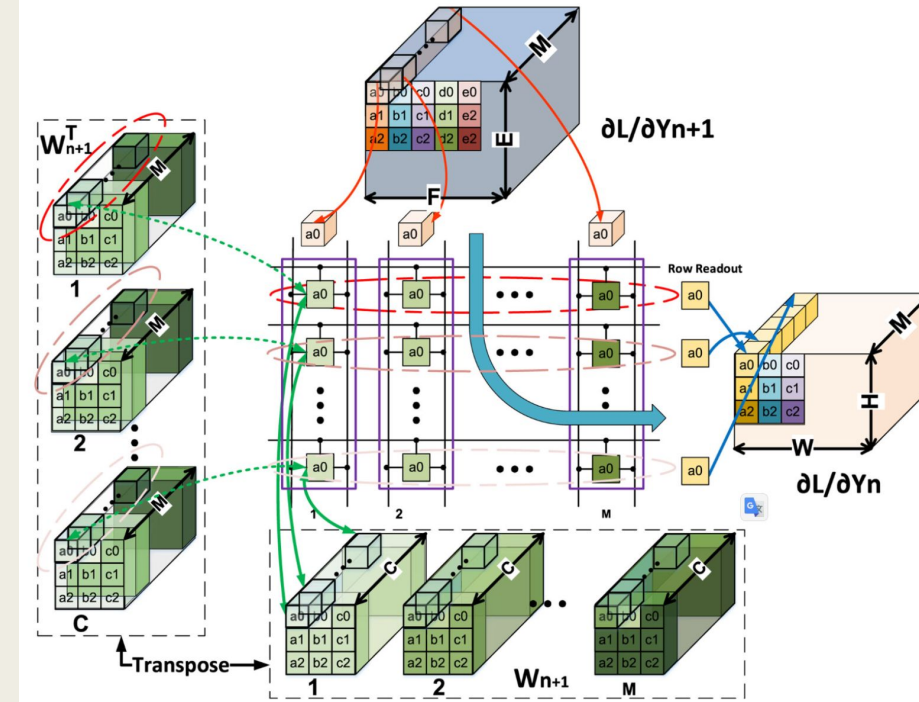 M
a0 b0 c0 d0 e0
a1 b1 c1 d1 e2
a2 b2 c2 d2 e2
E
F
∂L/∂Yn+1
W^T_n+1
M
a0 b0 c0
a1 b1 c1
a2 b2 c2
1
M
a0 b0 c0
a1 b1 c1
a2 b2 c2
2
M
a0 b0 c0
a1 b1 c1
a2 b2 c2
C
a0 a0 a0
Row Readout
a0 a0 ••• a0 a0
a0 a0 ••• a0 a0
a0 a0 ••• a0 a0
1 2 M
M
a0 b0 c0
a1 b1 c1
a2 b2 c2
H
W
∂L/∂Yn
G
Transpose
C C C
a0 b0 c0 a0 b0 c0 a0 b0 c0
a1 b1 c1 a1 b1 c1 a1 b1 c1
a2 b2 c2 a2 b2 c2 a2 b2 c2
1 2 Wn+1 M